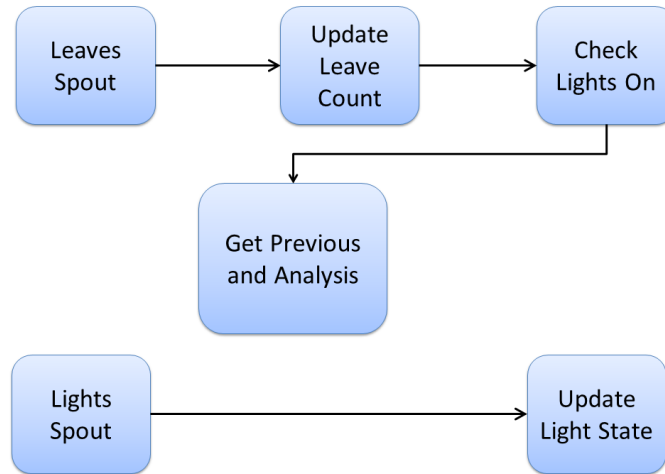 Leaves
Spout
Update
Leave
Count
Check
Lights On
Get Previous
and Analysis
Lights
Spout
Update
Light State